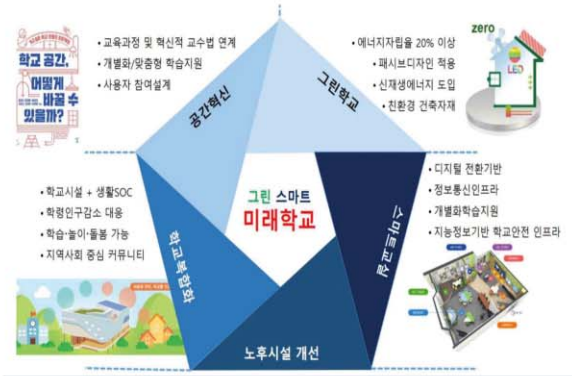 학교 공간,
어떻게
바꿀 수
있을까?
• 교육과정 및 혁신적 교수법 연계
• 개별화/맞춤형 학습지원
• 사용자 참여설계
공간혁신
그린학교
• 에너지자립율 20% 이상
• 패시브디자인 적용
• 신재생에너지 도입
• 친환경 건축자재
zero
LED
• 학교시설 + 생활SOC
• 학령인구감소 대응
• 학습·놀이·돌봄 가능
• 지역사회 중심 커뮤니티
학교복합화
그린 스마트
미래학교
스마트교실
• 디지털 전환기반
• 정보통신인프라
• 개별화학습지원
• 지능정보기반 학교안전 인프라
노후시설 개선